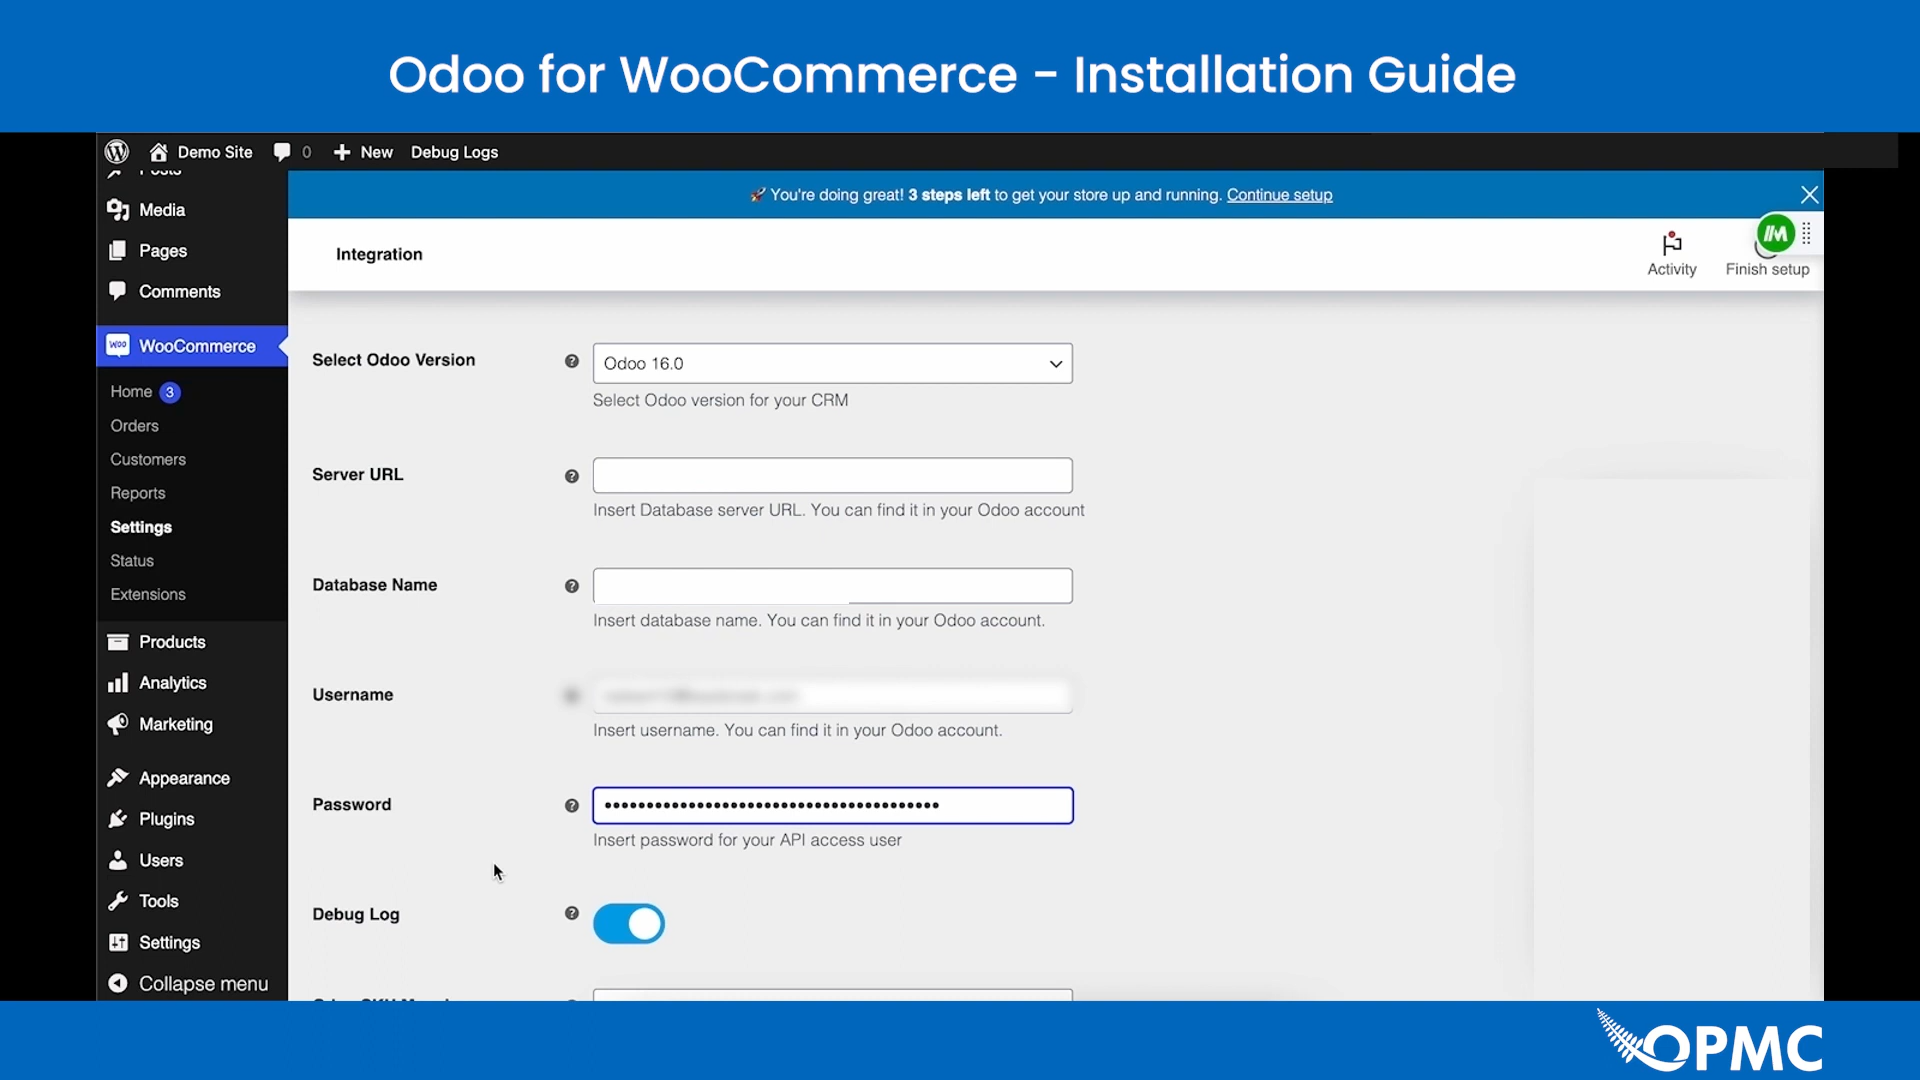 Odoo for WooCommerce - Installation Guide
Demo Site
0
New
Debug Logs
Posts
Media
Pages
Comments
WooCommerce
Home 3
Orders
Customers
Reports
Settings
Status
Extensions
Products
Analytics
Marketing
Appearance
Plugins
Users
Tools
Settings
Collapse menu
🚀 You're doing great! 3 steps left to get your store up and running. Continue setup
Integration
Activity
Finish setup
Select Odoo Version
Odoo 16.0
Select Odoo version for your CRM
Server URL
Insert Database server URL. You can find it in your Odoo account
Database Name
Insert database name. You can find it in your Odoo account.
Username
Insert username. You can find it in your Odoo account.
Password
Insert password for your API access user
Debug Log
OPMC